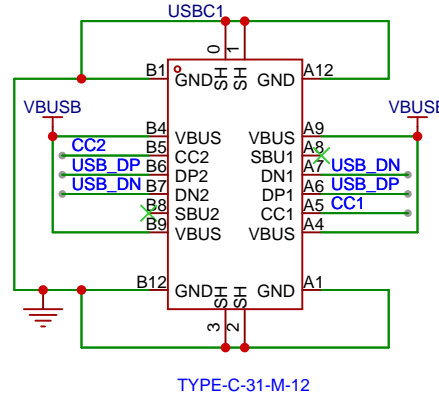 USBC1
0 1
SH SH
B1 GND GND A12
VBUSB VBUSB
B4 VBUS VBUS A9
CC2 B5 CC2 SBU1 A8
USB_DP B6 DP2 DN1 A7 USB_DN
USB_DN B7 DN2 DP1 A6 USB_DP
B8 SBU2 CC1 A5 CC1
B9 VBUS VBUS A4
B12 GND GND A1
SH SH
3 2
TYPE-C-31-M-12